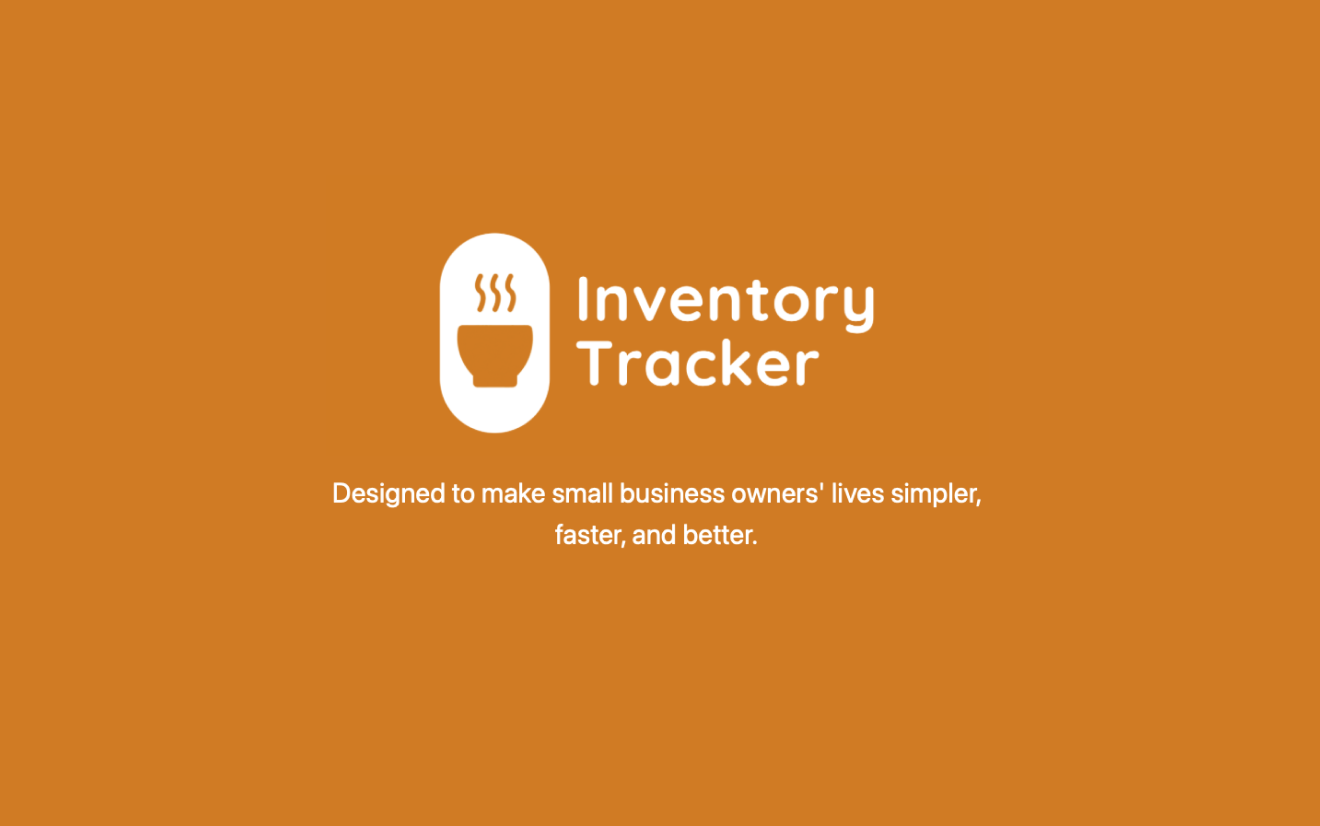 Inventory
Tracker
Designed to make small business owners' lives simpler,
faster, and better.